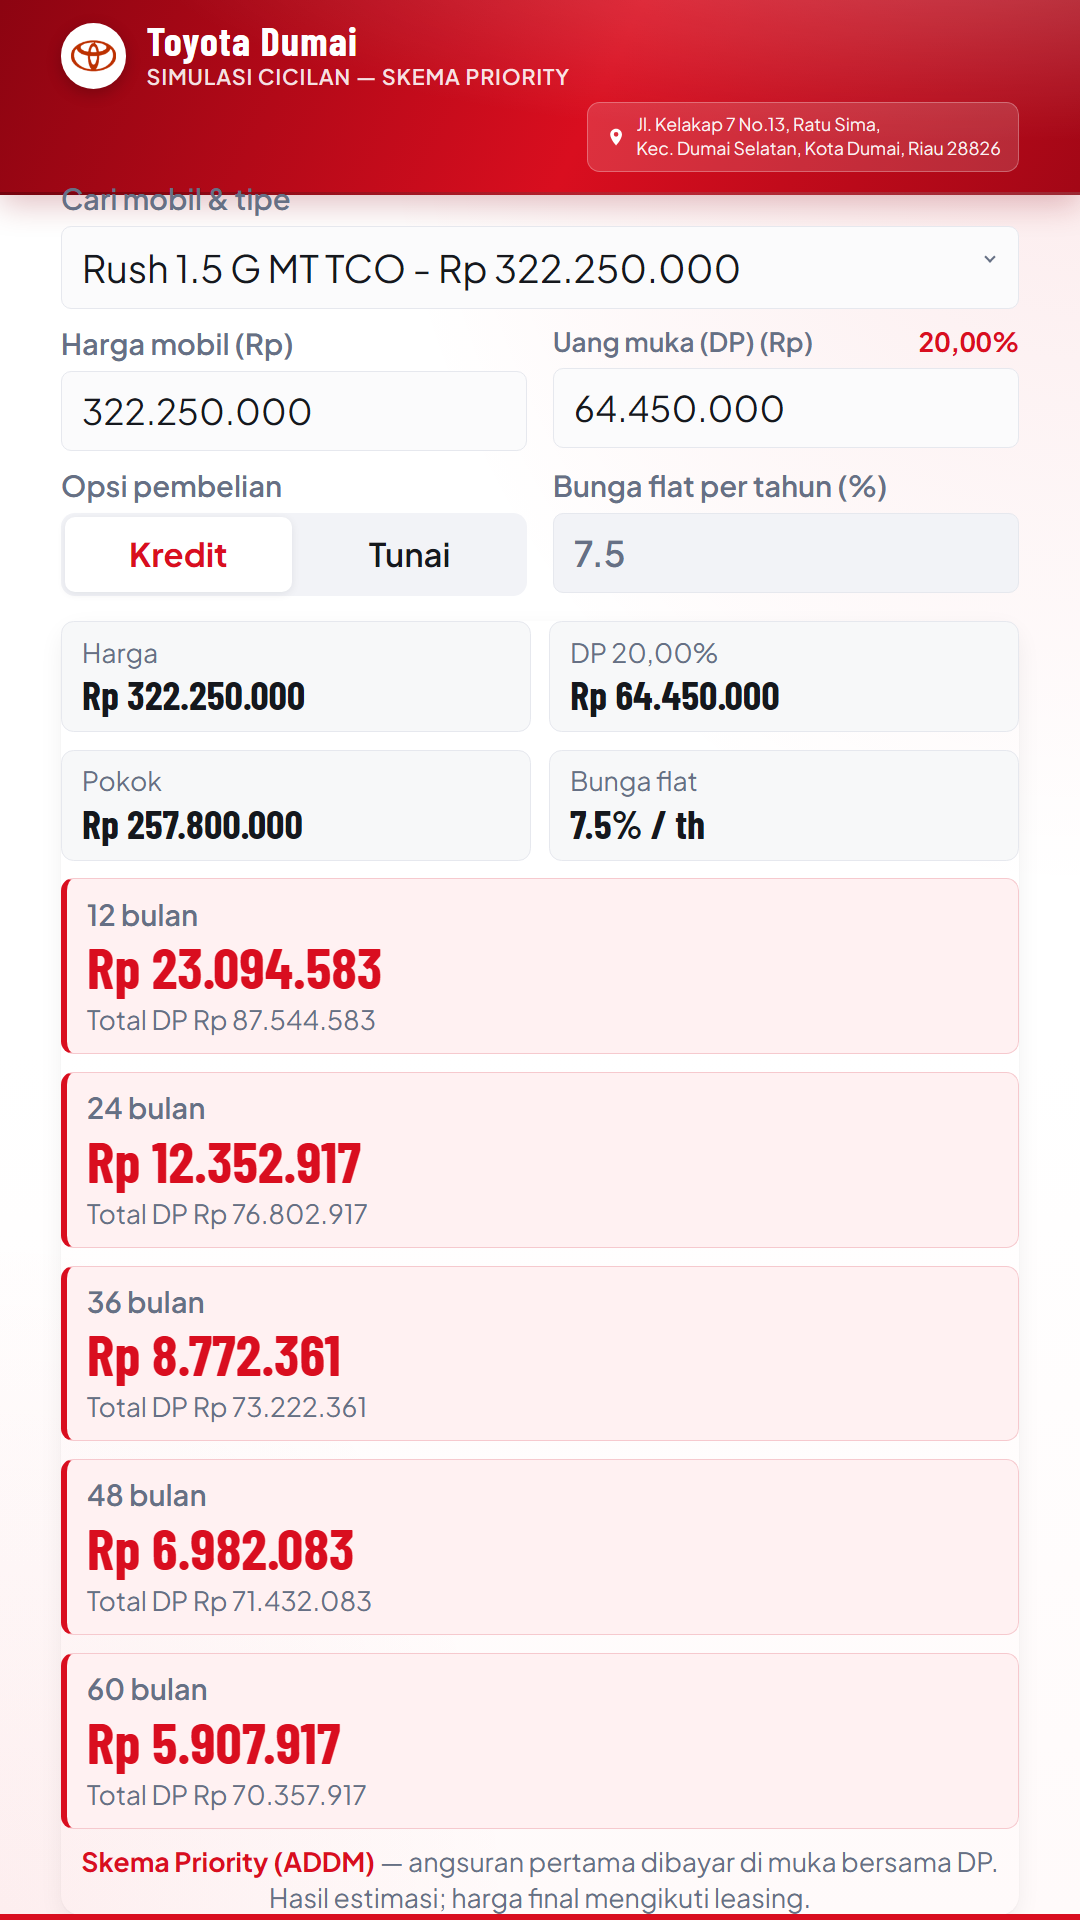 Toyota Dumai
SIMULASI CICILAN — SKEMA PRIORITY
Jl. Kelakap 7 No.13, Ratu Sima,
Kec. Dumai Selatan, Kota Dumai, Riau 28826
Cari mobil & tipe
Rush 1.5 G MT TCO - Rp 322.250.000
Harga mobil (Rp)
322.250.000
Uang muka (DP) (Rp) 20,00%
64.450.000
Opsi pembelian
Kredit Tunai
Bunga flat per tahun (%)
7.5
Harga
Rp 322.250.000
DP 20,00%
Rp 64.450.000
Pokok
Rp 257.800.000
Bunga flat
7.5% / th
12 bulan
Rp 23.094.583
Total DP Rp 87.544.583
24 bulan
Rp 12.352.917
Total DP Rp 76.802.917
36 bulan
Rp 8.772.361
Total DP Rp 73.222.361
48 bulan
Rp 6.982.083
Total DP Rp 71.432.083
60 bulan
Rp 5.907.917
Total DP Rp 70.357.917
Skema Priority (ADDM) — angsuran pertama dibayar di muka bersama DP.
Hasil estimasi; harga final mengikuti leasing.